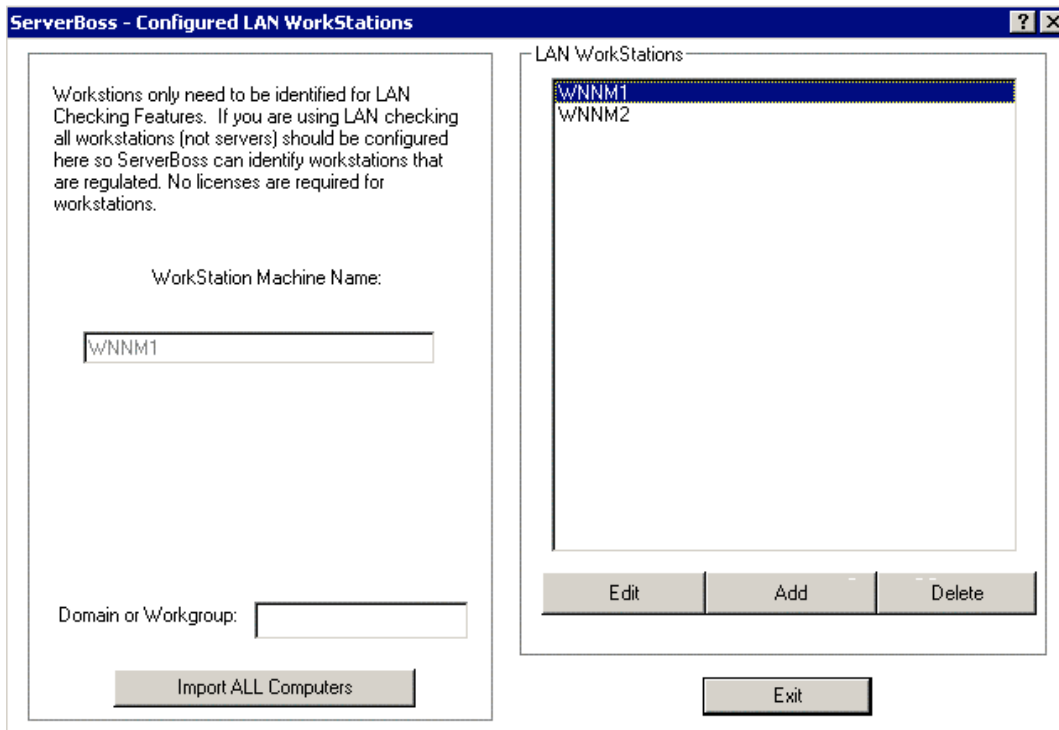 ServerBoss - Configured LAN WorkStations
Workstions only need to be identified for LAN
Checking Features. If you are using LAN checking
all workstations (not servers) should be configured
here so ServerBoss can identify workstations that
are regulated. No licenses are required for
workstations.
WorkStation Machine Name:
WNNM1
Domain or Workgroup:
Import ALL Computers
LAN WorkStations
WNNM1
WNNM2
Edit Add Delete
Exit